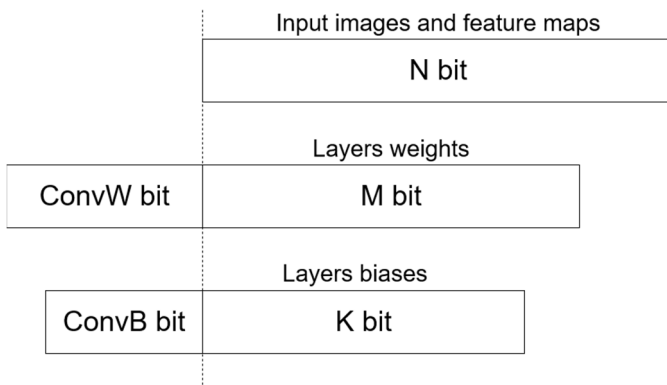 Input images and feature maps
N bit
Layers weights
ConvW bit M bit
Layers biases
ConvB bit K bit